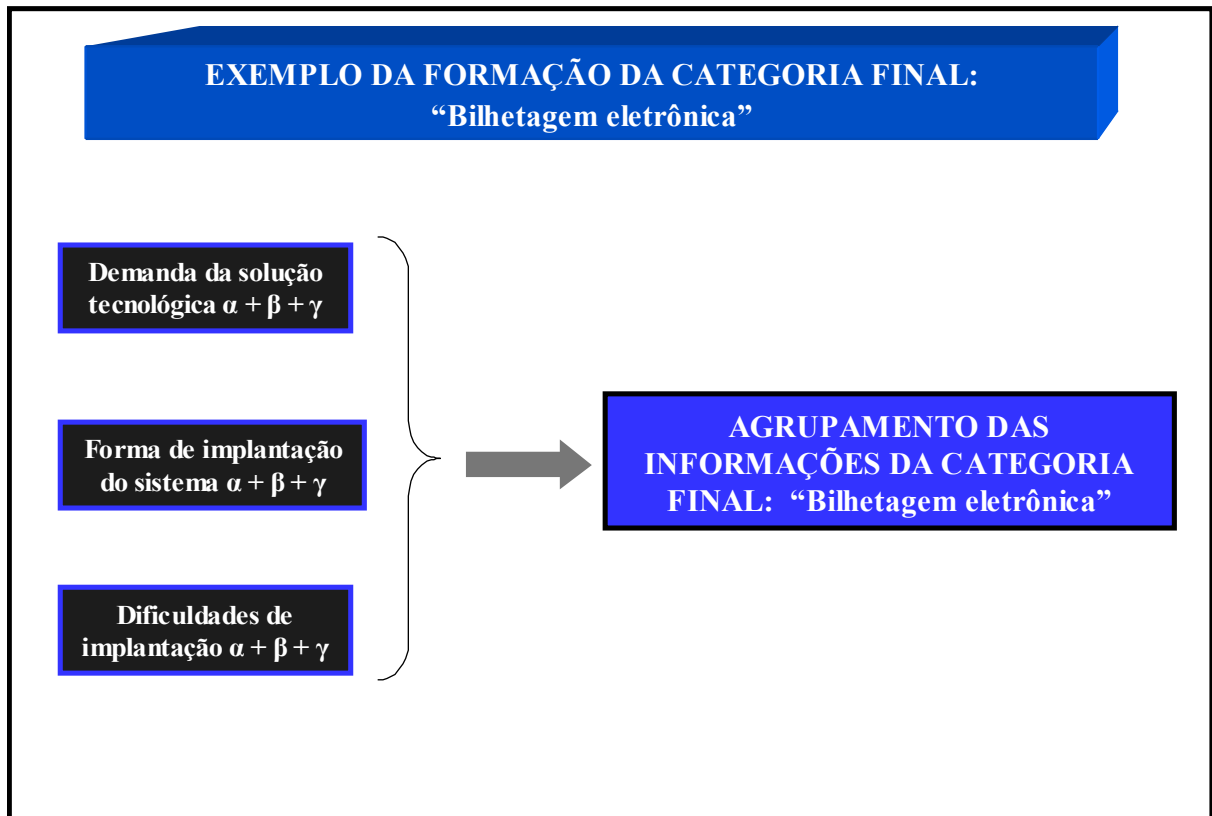 EXEMPLO DA FORMAÇÃO DA CATEGORIA FINAL:
“Bilhetagem eletrônica”
Demanda da solução
tecnológica α + β + γ
Forma de implantação
do sistema α + β + γ
Dificuldades de
implantação α + β + γ
AGRUPAMENTO DAS
INFORMAÇÕES DA CATEGORIA
FINAL: “Bilhetagem eletrônica”